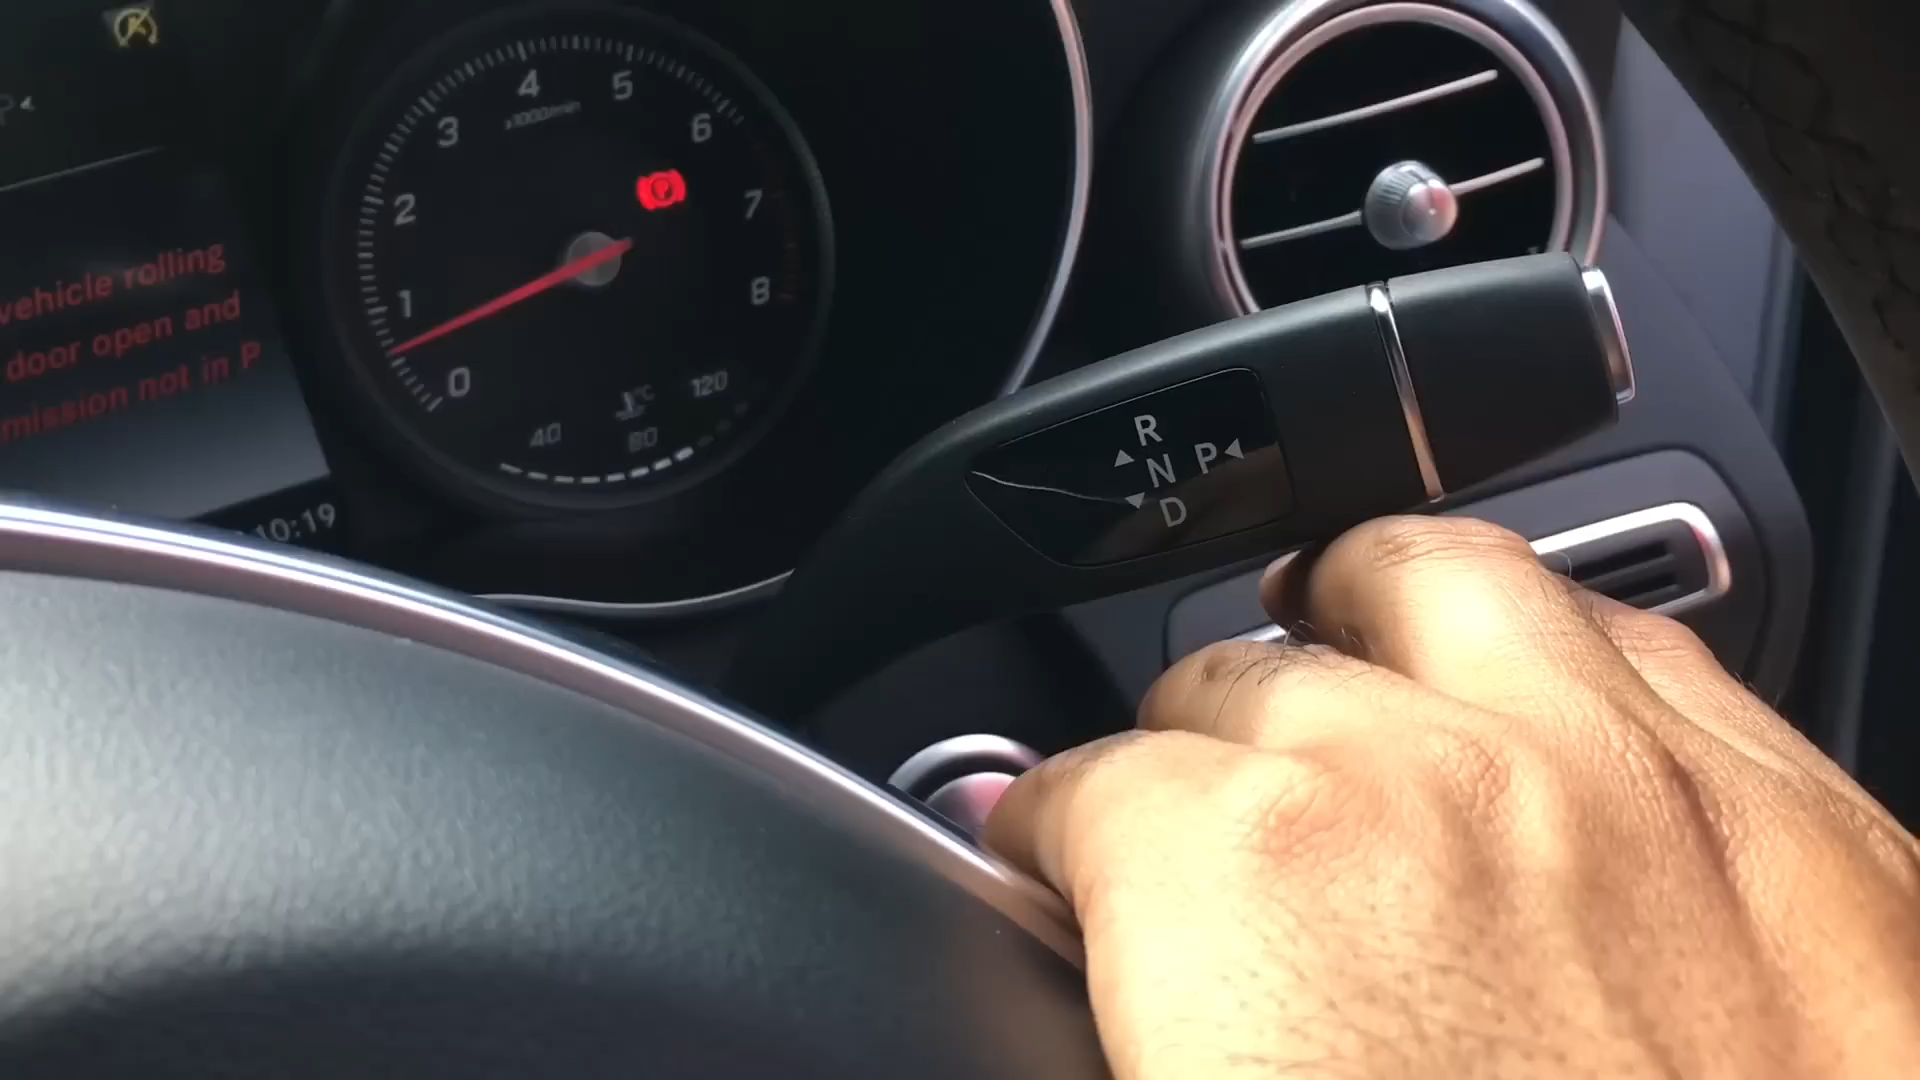 P◄
vehicle rolling
door open and
mission not in P
10:19
0
1
2
3
4
5
6
7
8
x1000/min
P
°C
40
80
120
R
▲
N P◄
▼
D